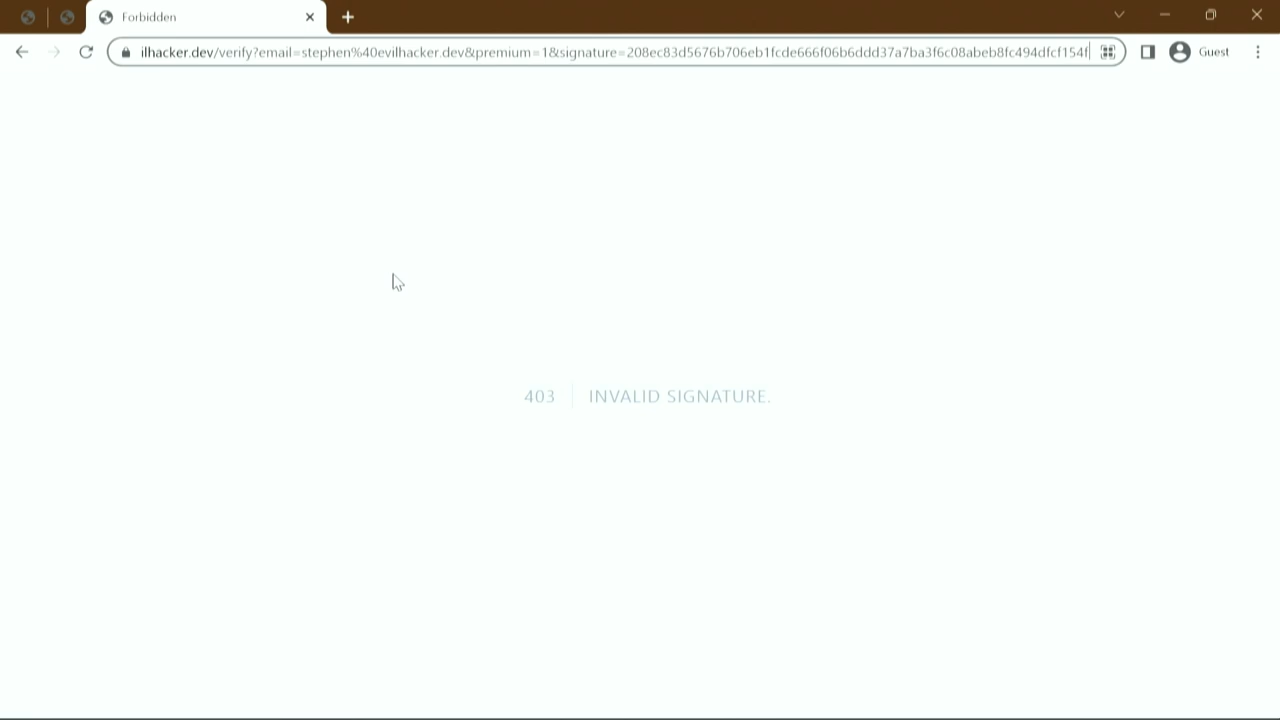 Forbidden
ilhacker.dev/verify?email=stephen%40evilhacker.dev&premium=1&signature=208ec83d5676b706eb1fcde666f06b6ddd37a7ba3f6c08abeb8fc494dfcf154f
Guest
403
INVALID SIGNATURE.